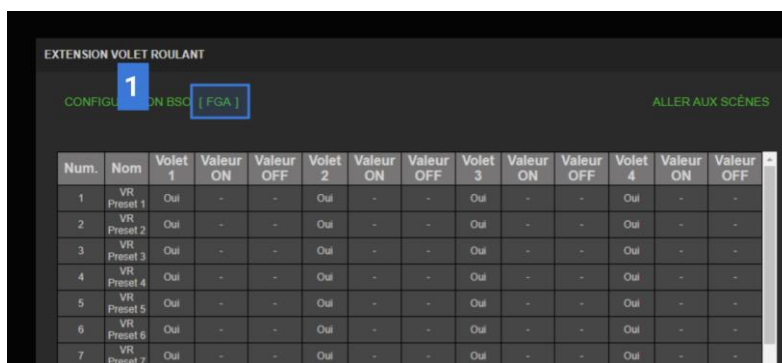 EXTENSION VOLET ROULANT
1
CONFIGU ON BSO [ FGA ] ALLER AUX SCÈNES
Num. Nom Volet 1 Valeur ON Valeur OFF Volet 2 Valeur ON Valeur OFF Volet 3 Valeur ON Valeur OFF Volet 4 Valeur ON Valeur OFF
1 VR Preset 1 Oui - - Oui - - Oui - - Oui - -
2 VR Preset 2 Oui - - Oui - - Oui - - Oui - -
3 VR Preset 3 Oui - - Oui - - Oui - - Oui - -
4 VR Preset 4 Oui - - Oui - - Oui - - Oui - -
5 VR Preset 5 Oui - - Oui - - Oui - - Oui - -
6 VR Preset 6 Oui - - Oui - - Oui - - Oui - -
7 VR Preset 7 Oui - - Oui - - Oui - - Oui - -